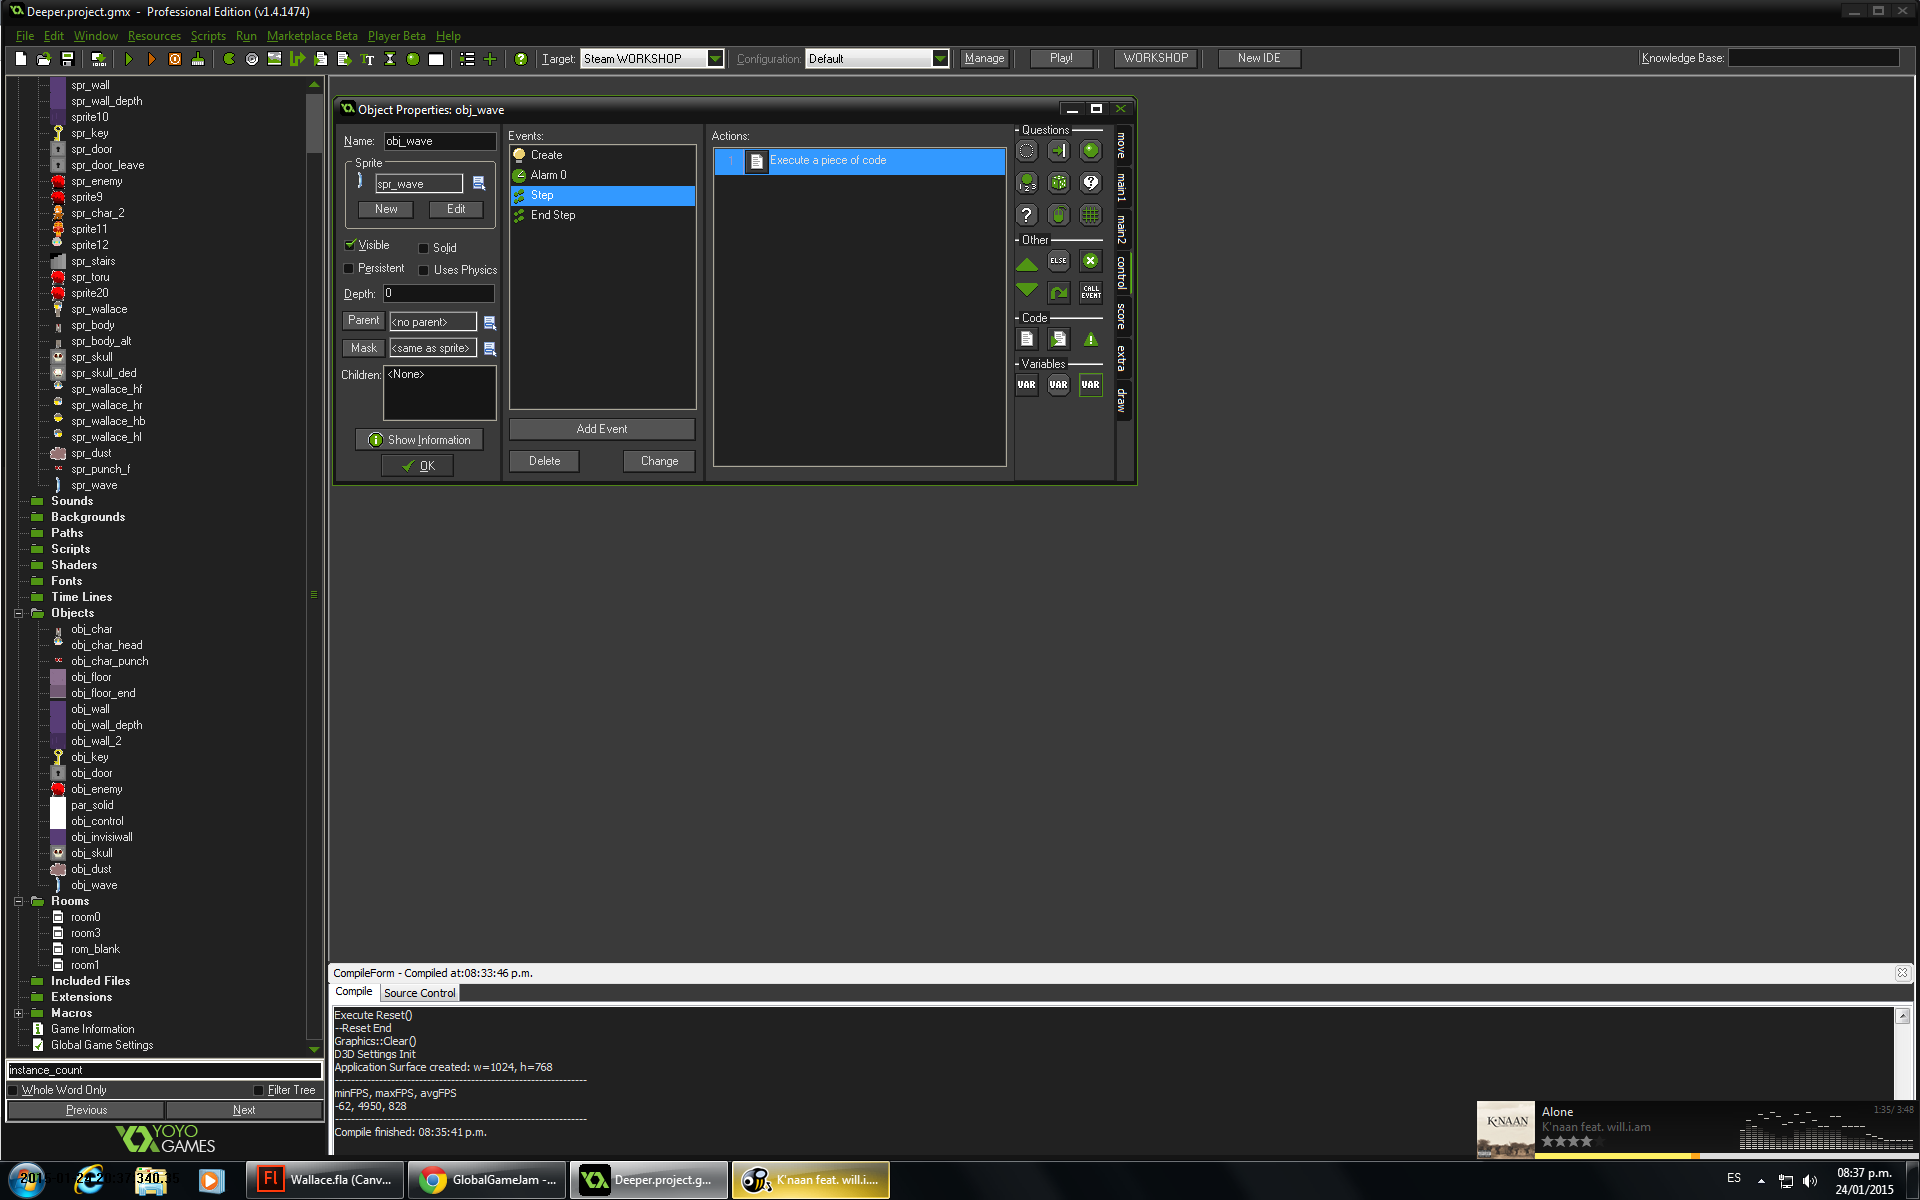 Deeper.project.gmx - Professional Edition (v1.4.1474)
File Edit Window Resources Scripts Run Marketplace Beta Player Beta Help
Target: Steam WORKSHOP Configuration: Default Manage Play! WORKSHOP New IDE Knowledge Base:
spr_wall
spr_wall_depth
sprite10
spr_key
spr_door
spr_door_leave
spr_enemy
sprite9
spr_char_2
sprite11
sprite12
spr_stairs
spr_toru
sprite20
spr_wallace
spr_body
spr_body_alt
spr_skull
spr_skull_ded
spr_wallace_hf
spr_wallace_hr
spr_wallace_hb
spr_wallace_hl
spr_dust
spr_punch_f
spr_wave
Sounds
Backgrounds
Paths
Scripts
Shaders
Fonts
Time Lines
Objects
obj_char
obj_char_head
obj_char_punch
obj_floor
obj_floor_end
obj_wall
obj_wall_depth
obj_wall_2
obj_key
obj_door
obj_enemy
par_solid
obj_control
obj_invisiwall
obj_skull
obj_dust
obj_wave
Rooms
room0
room3
rom_blank
room1
Included Files
Extensions
Macros
Game Information
Global Game Settings
instance_count
Whole Word Only Filter Tree
Previous Next
YOYO
GAMES
Object Properties: obj_wave
Name: obj_wave
Sprite
spr_wave
New Edit
Visible Solid
Persistent Uses Physics
Depth: 0
Parent <no parent>
Mask <same as sprite>
Children: <None>
Show Information
OK
Events:
Create
Alarm 0
Step
End Step
Add Event
Delete Change
Actions:
1 Execute a piece of code
Questions
1 2 3
?
Other
ELSE
CALL EVENT
Code
Variables
VAR VAR VAR
move
main1
main2
control
score
extra
draw
CompileForm - Compiled at:08:33:46 p.m.
Compile Source Control
Execute Reset()
--Reset End
Graphics::Clear()
D3D Settings Init
Application Surface created: w=1024, h=768
minFPS, maxFPS, avgFPS
-62, 4950, 828
Compile finished: 08:35:41 p.m.
K'NAAN
Alone
K'naan feat. will.i.am
1:35/ 3:48
Wallace.fla (Canv...
GlobalGameJam -...
Deeper.project.g...
K'naan feat. will.i....
ES
08:37 p.m.
24/01/2015